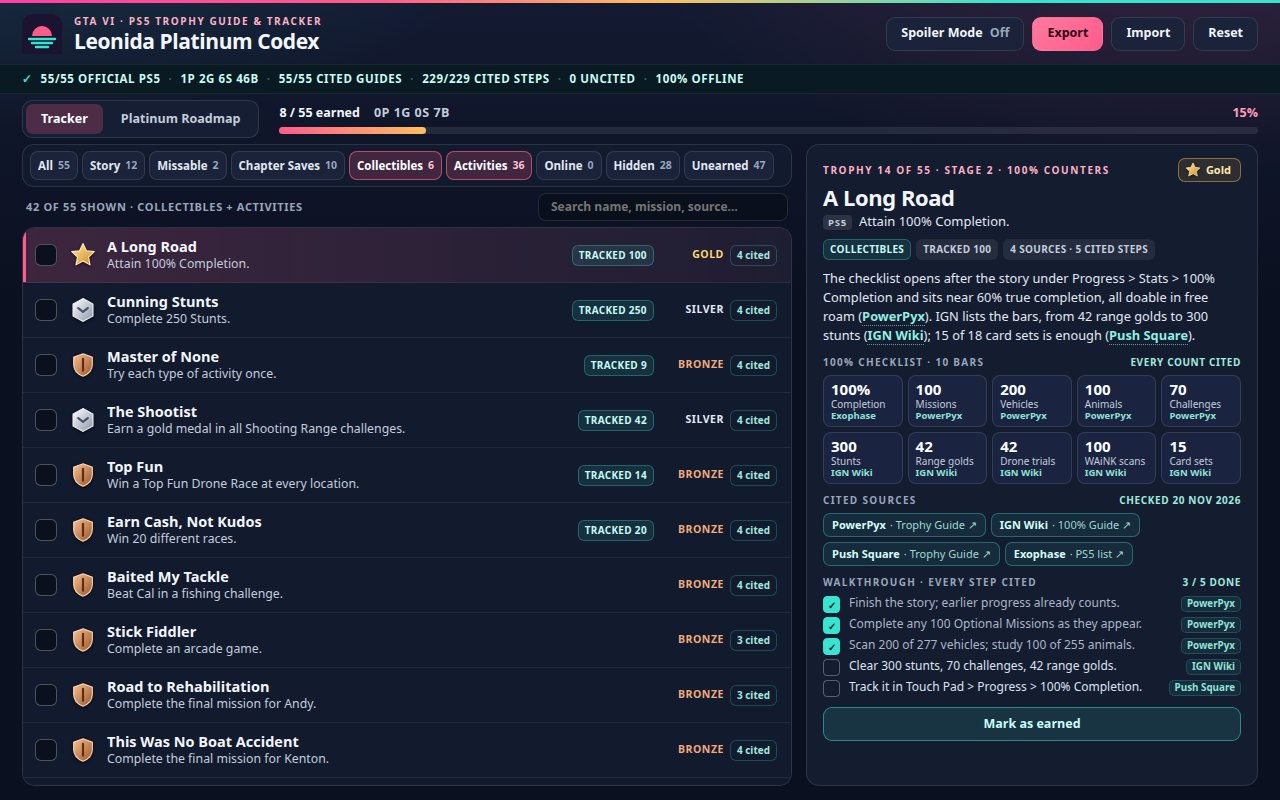 GTA VI · PS5 TROPHY GUIDE & TRACKER
Leonida Platinum Codex
Spoiler Mode Off
Export
Import
Reset
✓ 55/55 OFFICIAL PS5 · 1P 2G 6S 46B · 55/55 CITED GUIDES · 229/229 CITED STEPS · 0 UNCITED · 100% OFFLINE
Tracker
Platinum Roadmap
8 / 55 earned 0P 1G 0S 7B
15%
All 55
Story 12
Missable 2
Chapter Saves 10
Collectibles 6
Activities 36
Online 0
Hidden 28
Unearned 47
42 OF 55 SHOWN · COLLECTIBLES + ACTIVITIES
Search name, mission, source...
A Long Road
Attain 100% Completion.
TRACKED 100
GOLD
4 cited
Cunning Stunts
Complete 250 Stunts.
TRACKED 250
SILVER
4 cited
Master of None
Try each type of activity once.
TRACKED 9
BRONZE
4 cited
The Shootist
Earn a gold medal in all Shooting Range challenges.
TRACKED 42
SILVER
4 cited
Top Fun
Win a Top Fun Drone Race at every location.
TRACKED 14
BRONZE
4 cited
Earn Cash, Not Kudos
Win 20 different races.
TRACKED 20
BRONZE
4 cited
Baited My Tackle
Beat Cal in a fishing challenge.
BRONZE
4 cited
Stick Fiddler
Complete an arcade game.
BRONZE
3 cited
Road to Rehabilitation
Complete the final mission for Andy.
BRONZE
3 cited
This Was No Boat Accident
Complete the final mission for Kenton.
BRONZE
4 cited
TROPHY 14 OF 55 · STAGE 2 · 100% COUNTERS
Gold
A Long Road
PS5 Attain 100% Completion.
COLLECTIBLES
TRACKED 100
4 SOURCES · 5 CITED STEPS
The checklist opens after the story under Progress > Stats > 100%
Completion and sits near 60% true completion, all doable in free
roam (PowerPyx). IGN lists the bars, from 42 range golds to 300
stunts (IGN Wiki); 15 of 18 card sets is enough (Push Square).
100% CHECKLIST · 10 BARS
EVERY COUNT CITED
100%
Completion
Exophase
100
Missions
PowerPyx
200
Vehicles
PowerPyx
100
Animals
PowerPyx
70
Challenges
PowerPyx
300
Stunts
IGN Wiki
42
Range golds
IGN Wiki
42
Drone trials
IGN Wiki
100
WAiNK scans
IGN Wiki
15
Card sets
IGN Wiki
CITED SOURCES
CHECKED 20 NOV 2026
PowerPyx · Trophy Guide ↗
IGN Wiki · 100% Guide ↗
Push Square · Trophy Guide ↗
Exophase · PS5 list ↗
WALKTHROUGH · EVERY STEP CITED
3 / 5 DONE
✓ Finish the story; earlier progress already counts.
PowerPyx
✓ Complete any 100 Optional Missions as they appear.
PowerPyx
✓ Scan 200 of 277 vehicles; study 100 of 255 animals.
PowerPyx
Clear 300 stunts, 70 challenges, 42 range golds.
IGN Wiki
Track it in Touch Pad > Progress > 100% Completion.
Push Square
Mark as earned